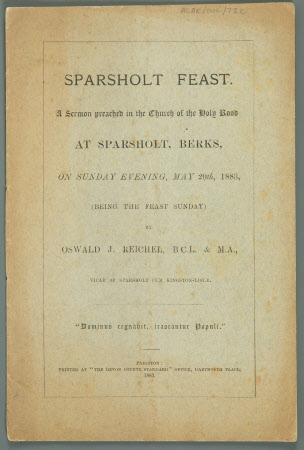 SPARSHOLT FEAST.
A Sermon preached in the Church of the Holy Rood
AT SPARSHOLT, BERKS,
ON SUNDAY EVENING, MAY 20th, 1883,
(BEING THE FEAST SUNDAY)
BY
OSWALD J. REICHEL, B.C.L. & M.A.,
VICAR OF SPARSHOLT CUM KINGSTON-LISLE.
"Dominus regnabit, irascantur Populi."
PRINTED AT "THE DEVON COUNTY STANDARD" OFFICE, DARTMOUTH PLACE,
1883.